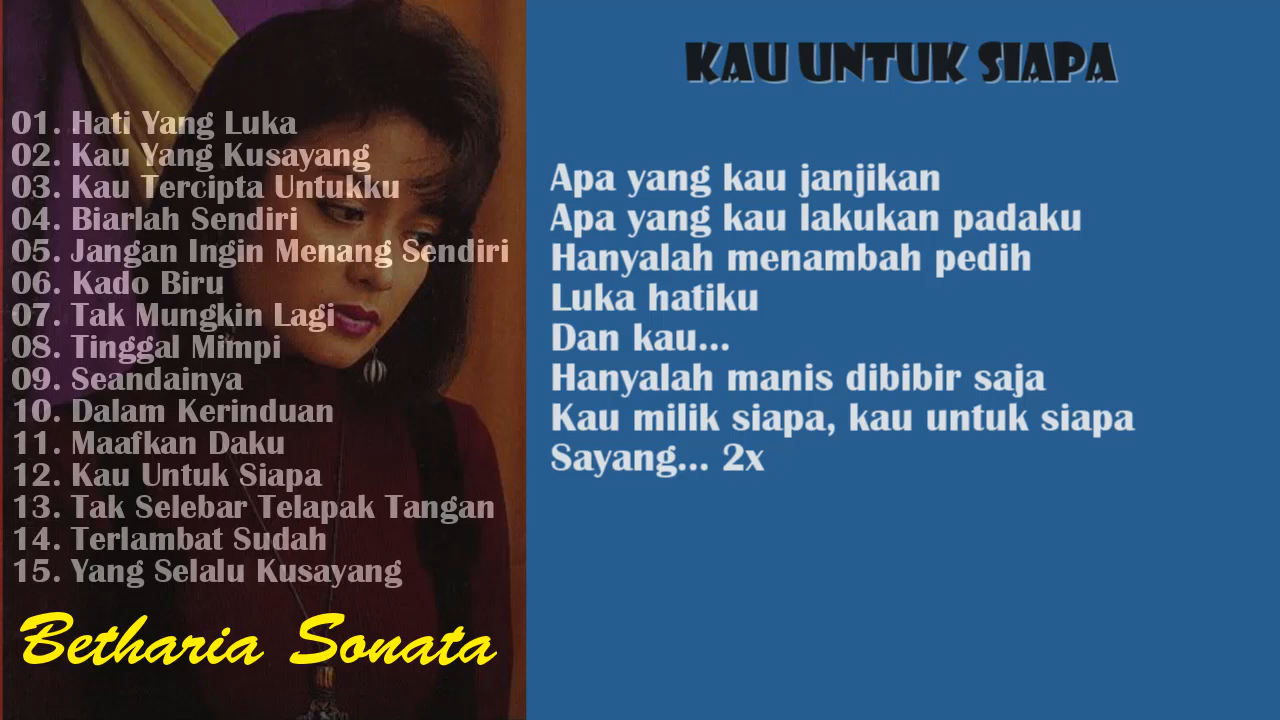 01. Hati Yang Luka
02. Kau Yang Kusayang
03. Kau Tercipta Untukku
04. Biarlah Sendiri
05. Jangan Ingin Menang Sendiri
06. Kado Biru
07. Tak Mungkin Lagi
08. Tinggal Mimpi
09. Seandainya
10. Dalam Kerinduan
11. Maafkan Daku
12. Kau Untuk Siapa
13. Tak Selebar Telapak Tangan
14. Terlambat Sudah
15. Yang Selalu Kusayang
Betharia Sonata
KAU UNTUK SIAPA
Apa yang kau janjikan
Apa yang kau lakukan padaku
Hanyalah menambah pedih
Luka hatiku
Dan kau...
Hanyalah manis dibibir saja
Kau milik siapa, kau untuk siapa
Sayang... 2x